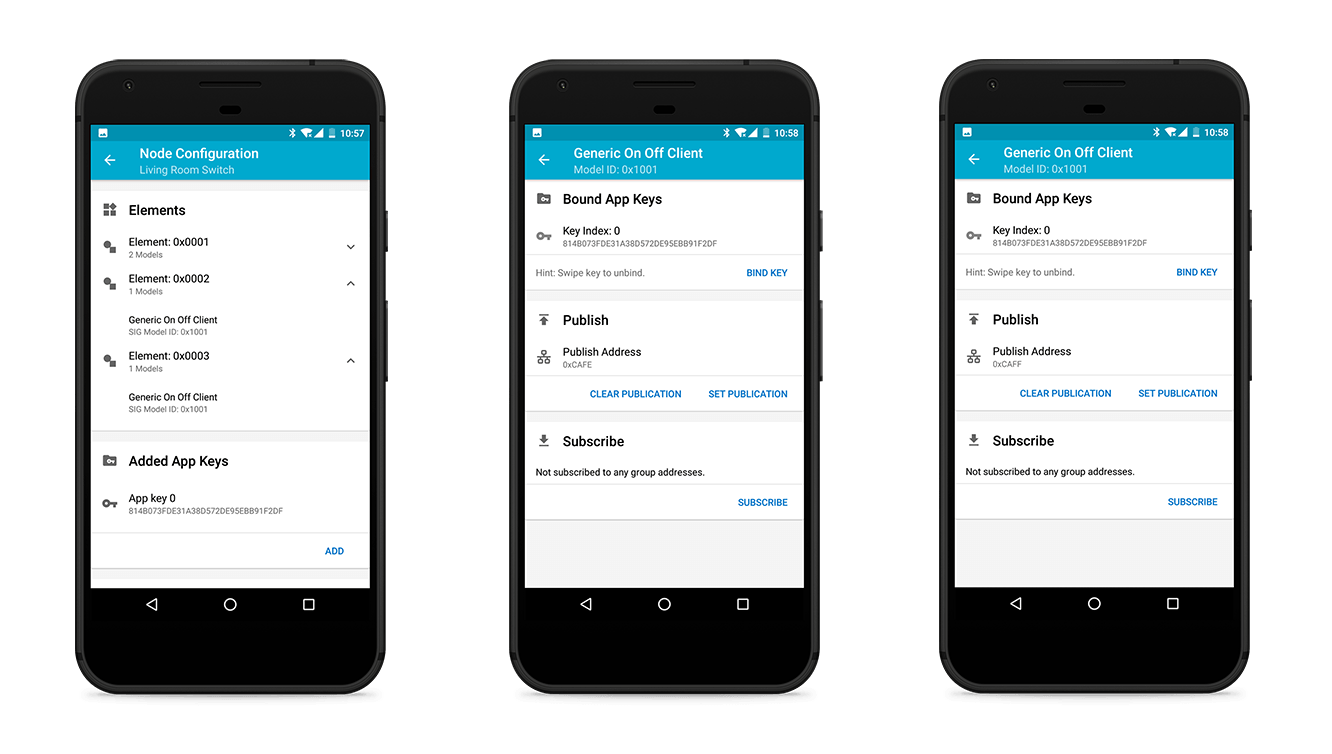 10:57
Node Configuration
Living Room Switch
Elements
Element: 0x0001
2 Models
Element: 0x0002
1 Models
Generic On Off Client
SIG Model ID: 0x1001
Element: 0x0003
1 Models
Generic On Off Client
SIG Model ID: 0x1001
Added App Keys
App key 0
814B073FDE31A38D572DE95EBB91F2DF
ADD
10:58
Generic On Off Client
Model ID: 0x1001
Bound App Keys
Key Index: 0
814B073FDE31A38D572DE95EBB91F2DF
Hint: Swipe key to unbind.
BIND KEY
Publish
Publish Address
0xCAFE
CLEAR PUBLICATION
SET PUBLICATION
Subscribe
Not subscribed to any group addresses.
SUBSCRIBE
10:58
Generic On Off Client
Model ID: 0x1001
Bound App Keys
Key Index: 0
814B073FDE31A38D572DE95EBB91F2DF
Hint: Swipe key to unbind.
BIND KEY
Publish
Publish Address
0xCAFF
CLEAR PUBLICATION
SET PUBLICATION
Subscribe
Not subscribed to any group addresses.
SUBSCRIBE